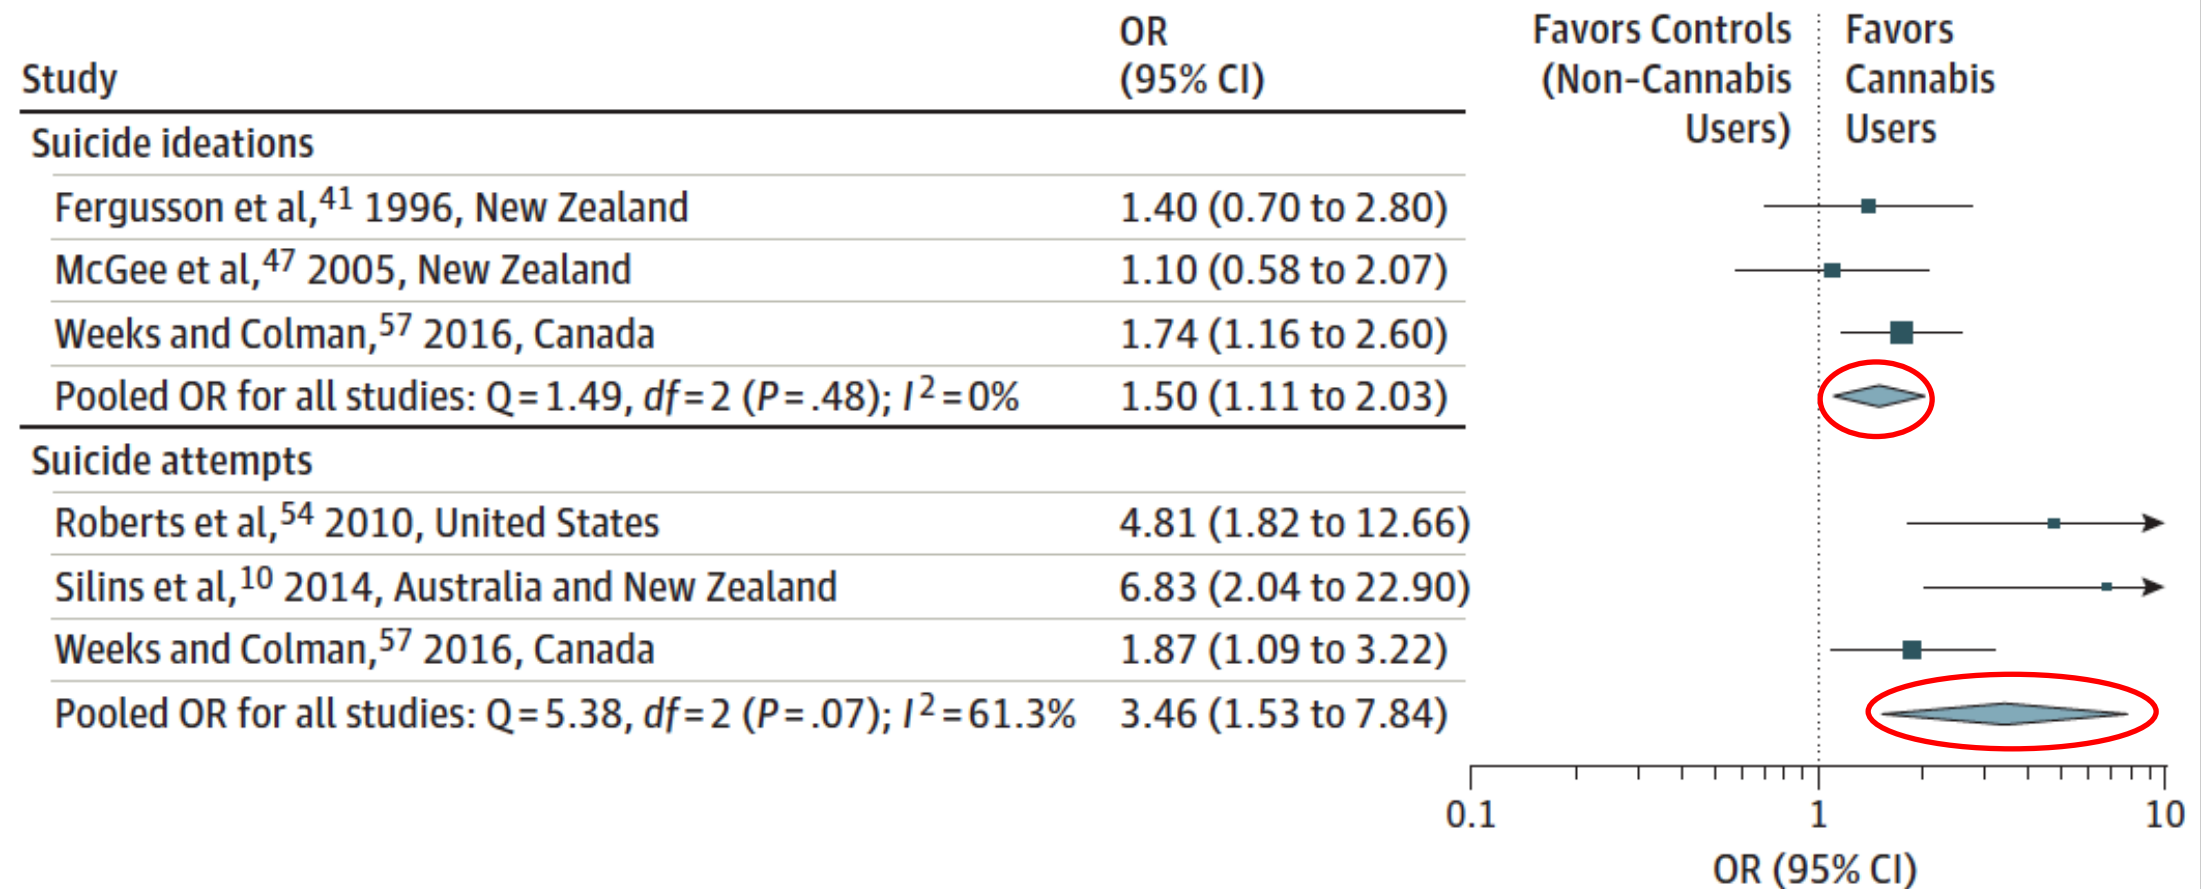 Study OR (95% CI) Favors Controls (Non-Cannabis Users) Favors Cannabis Users
Suicide ideations
Fergusson et al,41 1996, New Zealand 1.40 (0.70 to 2.80)
McGee et al,47 2005, New Zealand 1.10 (0.58 to 2.07)
Weeks and Colman,57 2016, Canada 1.74 (1.16 to 2.60)
Pooled OR for all studies: Q=1.49, df=2 (P=.48); I2=0% 1.50 (1.11 to 2.03)
Suicide attempts
Roberts et al,54 2010, United States 4.81 (1.82 to 12.66)
Silins et al,10 2014, Australia and New Zealand 6.83 (2.04 to 22.90)
Weeks and Colman,57 2016, Canada 1.87 (1.09 to 3.22)
Pooled OR for all studies: Q=5.38, df=2 (P=.07); I2=61.3% 3.46 (1.53 to 7.84)
0.1 1 10
OR (95% CI)